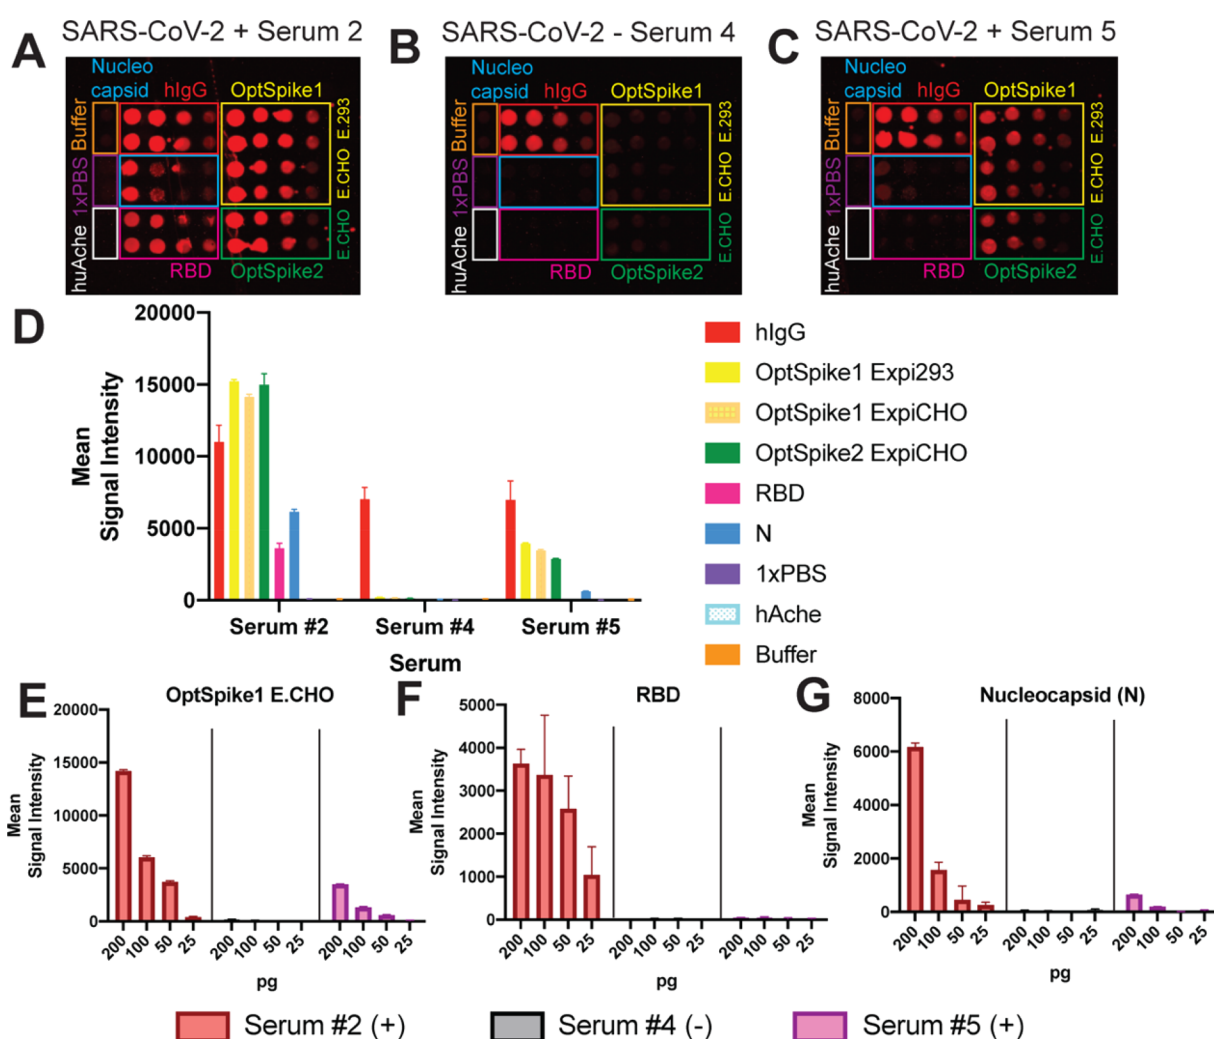 A
SARS-CoV-2 + Serum 2
Nucleo
capsid
hIgG
OptSpike1
Buffer
1xPBS
huAche
E.293
E.CHO
E.CHO
RBD
OptSpike2
B
SARS-CoV-2 - Serum 4
Nucleo
capsid
hIgG
OptSpike1
Buffer
1xPBS
huAche
E.293
E.CHO
E.CHO
RBD
OptSpike2
C
SARS-CoV-2 + Serum 5
Nucleo
capsid
hIgG
OptSpike1
Buffer
1xPBS
huAche
E.293
E.CHO
E.CHO
RBD
OptSpike2
D
Mean
Signal Intensity
20000
15000
10000
5000
0
Serum #2
Serum #4
Serum #5
Serum
hIgG
OptSpike1 Expi293
OptSpike1 ExpiCHO
OptSpike2 ExpiCHO
RBD
N
1xPBS
hAche
Buffer
E
OptSpike1 E.CHO
Mean
Signal Intensity
20000
15000
10000
5000
0
200 100 50 25 200 100 50 25 200 100 50 25
pg
F
RBD
Mean
Signal Intensity
5000
4000
3000
2000
1000
0
200 100 50 25 200 100 50 25 200 100 50 25
pg
G
Nucleocapsid (N)
Mean
Signal Intensity
8000
6000
4000
2000
0
200 100 50 25 200 100 50 25 200 100 50 25
pg
Serum #2 (+)
Serum #4 (-)
Serum #5 (+)